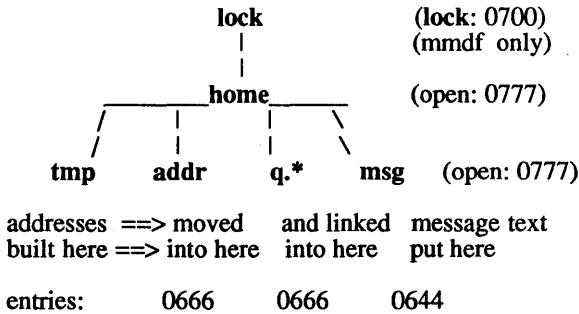 lock (lock: 0700)
(mmdf only)
home (open: 0777)
tmp addr q.* msg (open: 0777)
addresses ==> moved and linked message text
built here ==> into here into here put here
entries: 0666 0666 0644